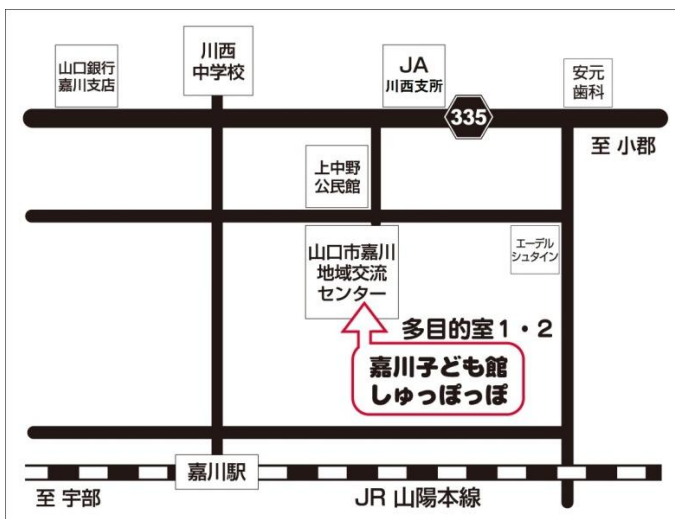 山口銀行
嘉川支店
川西
中学校
JA
川西支所
安元
歯科
335
至 小郡
上中野
公民館
山口市嘉川
地域交流
センター
エーデル
シュタイン
多目的室1・2
嘉川子ども館
しゅっぽっぽ
嘉川駅
至 宇部
JR 山陽本線